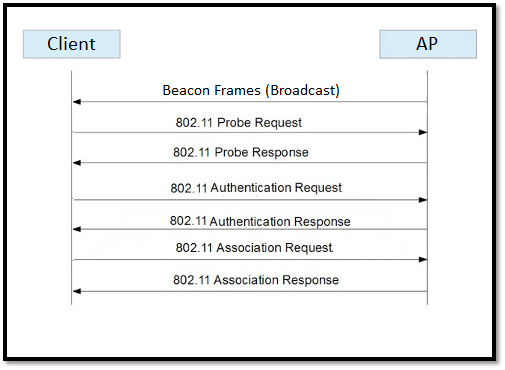 Client
AP
Beacon Frames (Broadcast)
802.11 Probe Request
802.11 Probe Response
802.11 Authentication Request
802.11 Authentication Response
802.11 Association Request
802.11 Association Response